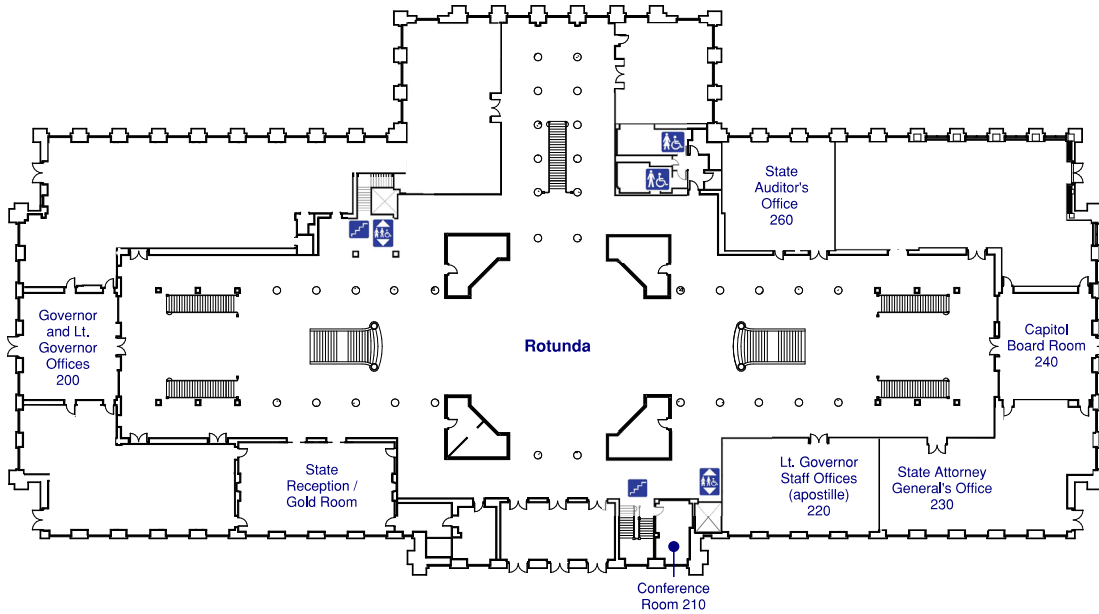 State
Auditor's
Office
260
Governor
and Lt.
Governor
Offices
200
Rotunda
Capitol
Board Room
240
State
Reception /
Gold Room
Lt. Governor
Staff Offices
(apostille)
220
State Attorney
General's Office
230
Conference
Room 210